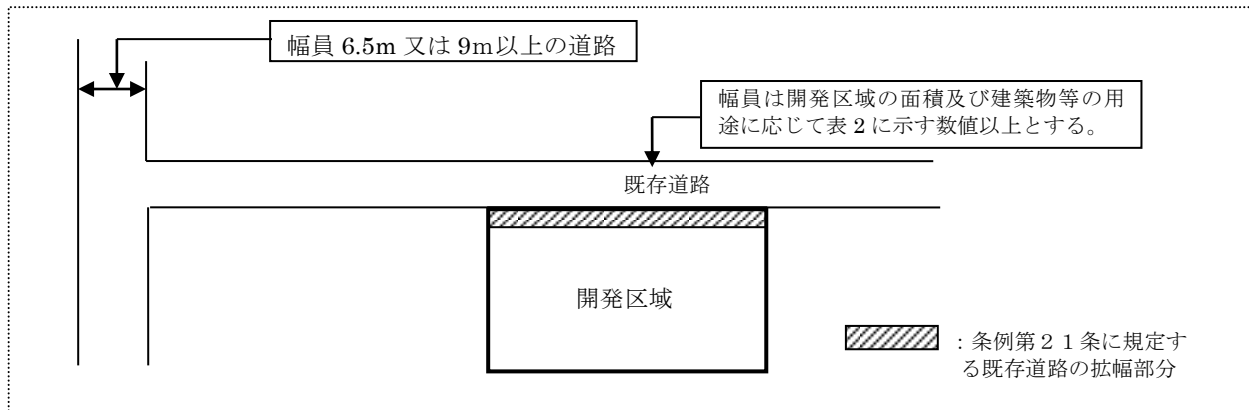 幅員 6.5m 又は 9m以上の道路
幅員は開発区域の面積及び建築物等の用
途に応じて表 2 に示す数値以上とする。
既存道路
開発区域
：条例第２１条に規定す
る既存道路の拡幅部分